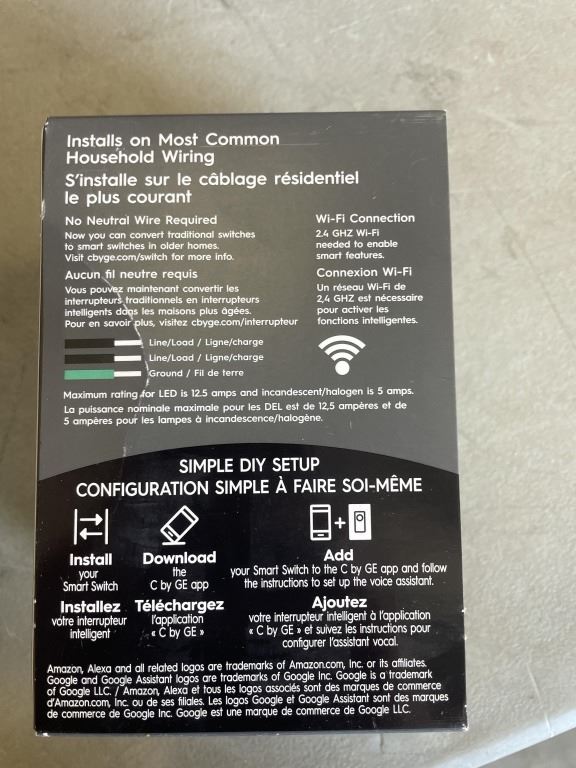 Installs on Most Common
Household Wiring
S'installe sur le câblage résidentiel
le plus courant
No Neutral Wire Required
Now you can convert traditional switches
to smart switches in older homes.
Visit cbyge.com/switch for more info.
Aucun fil neutre requis
Vous pouvez maintenant convertir les
interrupteurs traditionnels en interrupteurs
intelligents dans les maisons plus âgées.
Pour en savoir plus, visitez cbyge.com/interrupteur
Wi-Fi Connection
2.4 GHZ Wi-Fi
needed to enable
smart features.
Connexion Wi-Fi
Un réseau Wi-Fi de
2,4 GHZ est nécessaire
pour activer les
fonctions intelligentes.
Line/Load / Ligne/charge
Line/Load / Ligne/charge
Ground / Fil de terre
Maximum rating for LED is 12.5 amps and incandescent/halogen is 5 amps.
La puissance nominale maximale pour les DEL est de 12,5 ampères et de
5 ampères pour les lampes à incandescence/halogène.
SIMPLE DIY SETUP
CONFIGURATION SIMPLE À FAIRE SOI-MÊME
Install
your
Smart Switch
Installez
votre interrupteur
intelligent
Download
the
C by GE app
Téléchargez
l'application
« C by GE »
+
Add
your Smart Switch to the C by GE app and follow
the instructions to set up the voice assistant.
Ajoutez
votre interrupteur intelligent à l'application
« C by GE » et suivez les instructions pour
configurer l'assistant vocal.
Amazon, Alexa and all related logos are trademarks of Amazon.com, Inc. or its affiliates.
Google and Google Assistant logos are trademarks of Google Inc. Google is a trademark
of Google LLC. / Amazon, Alexa et tous les logos associés sont des marques de commerce
d'Amazon.com, Inc. ou de ses filiales. Les logos Google et Google Assistant sont des marques
de commerce de Google Inc. Google est une marque de commerce de Google LLC.